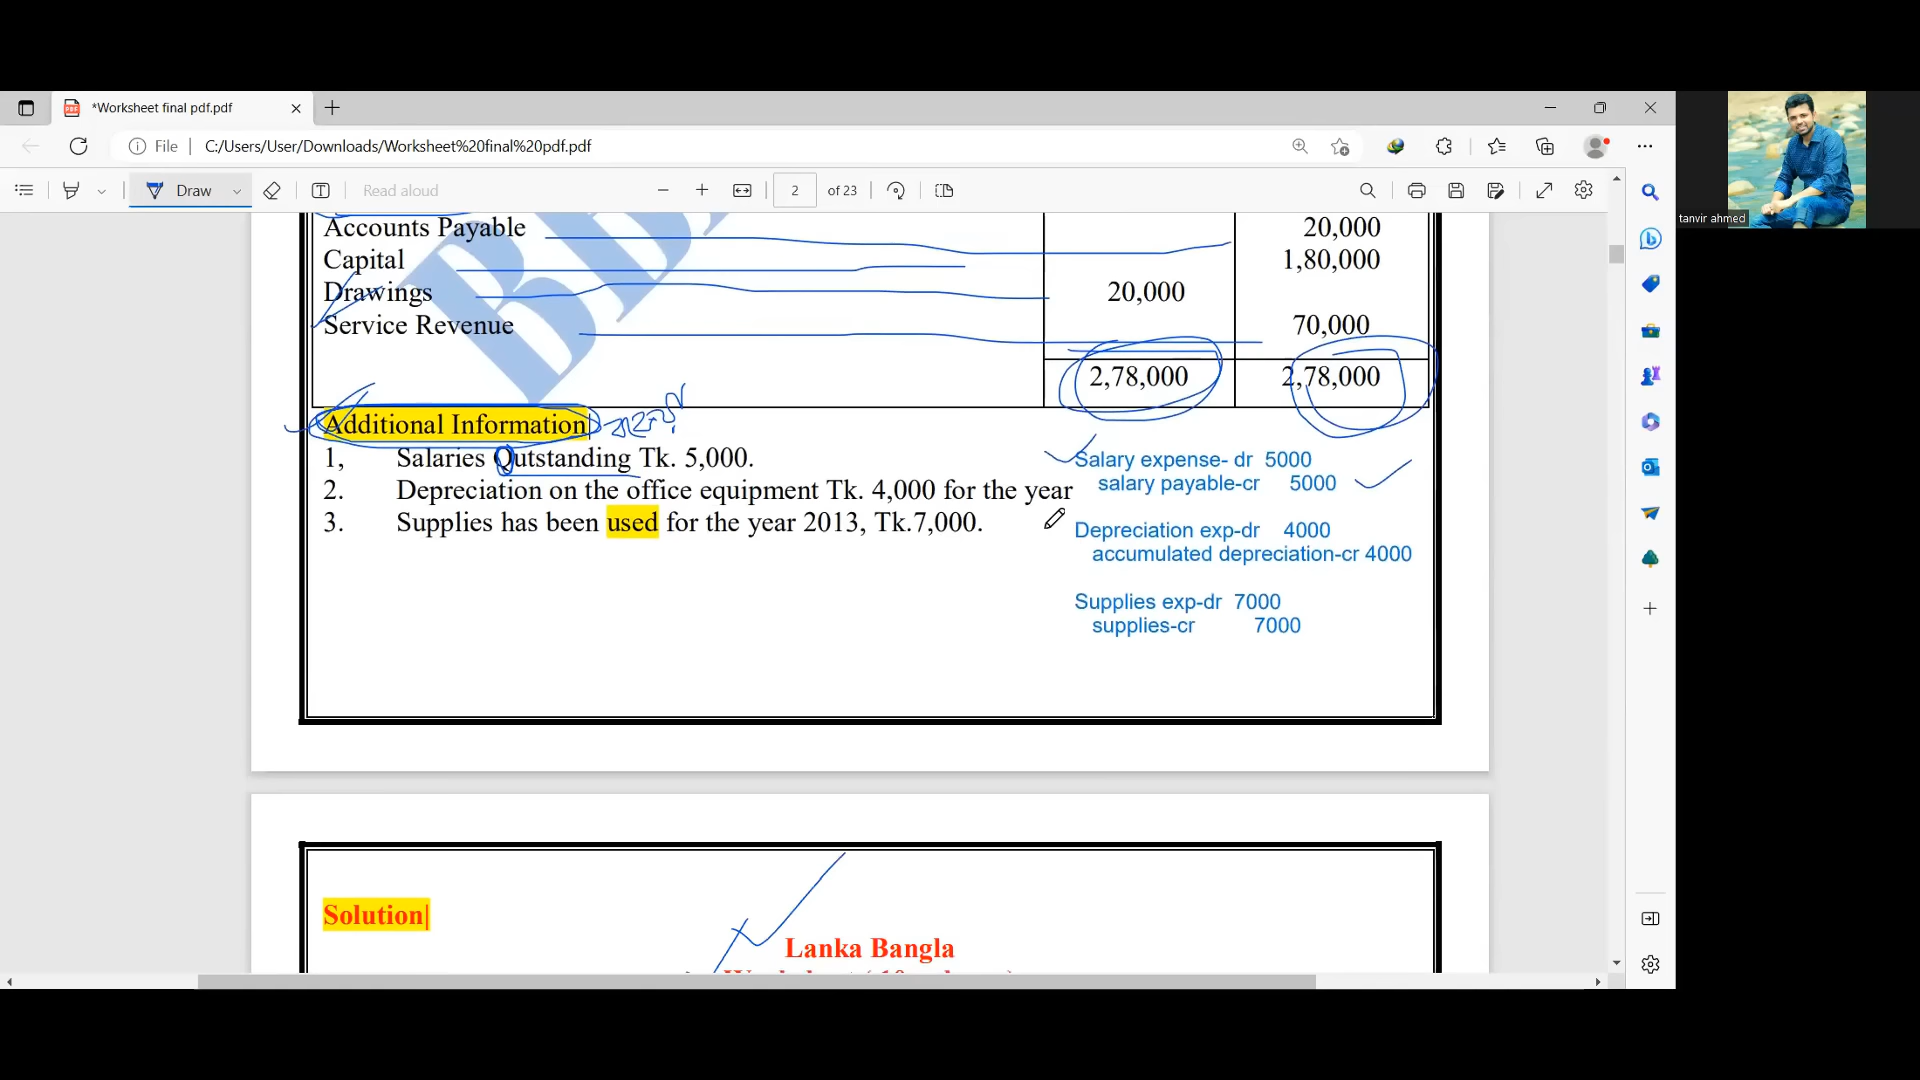 *Worksheet final pdf.pdf
File C:/Users/User/Downloads/Worksheet%20final%20pdf.pdf
Draw Read aloud 2 of 23
tanvir ahmed
Accounts Payable 20,000
Capital 1,80,000
Drawings 20,000
Service Revenue 70,000
2,78,000 2,78,000
Additional Information
1, Salaries Outstanding Tk. 5,000.
2. Depreciation on the office equipment Tk. 4,000 for the year
3. Supplies has been used for the year 2013, Tk.7,000.
Salary expense- dr 5000
salary payable-cr 5000
Depreciation exp-dr 4000
accumulated depreciation-cr 4000
Supplies exp-dr 7000
supplies-cr 7000
Solution
Lanka Bangla